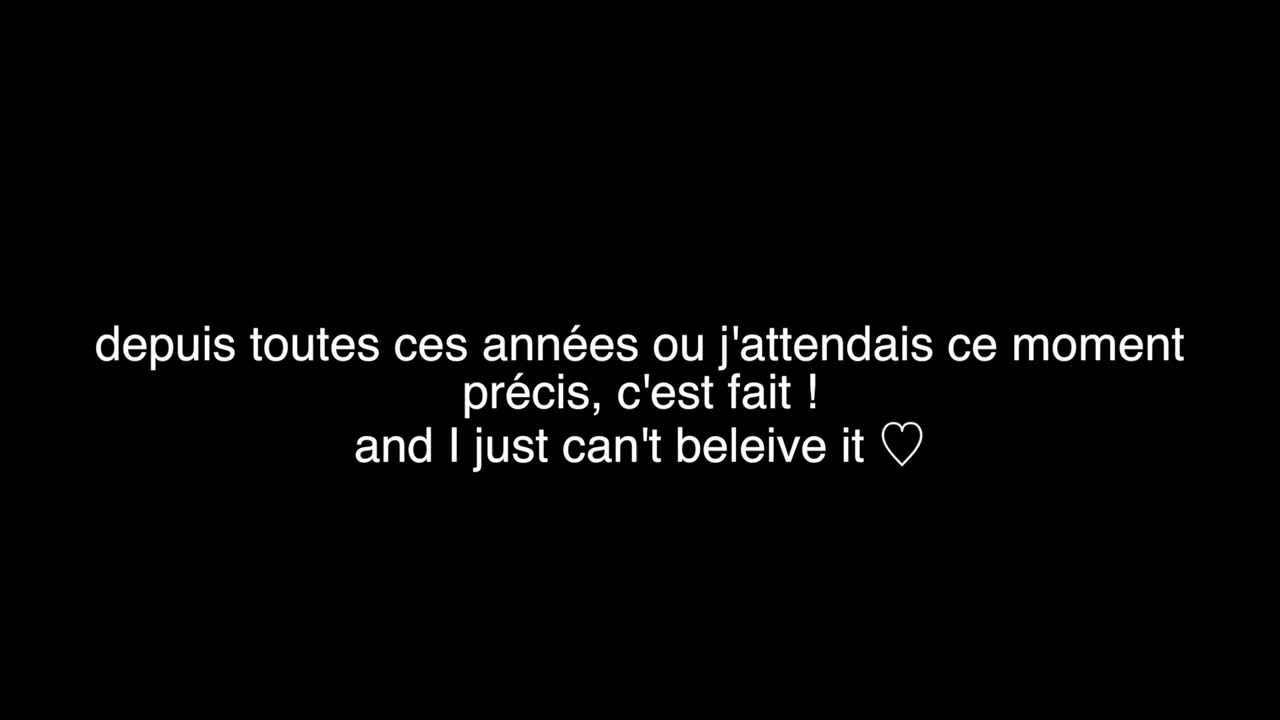 depuis toutes ces années ou j'attendais ce moment
précis, c'est fait !
and I just can't beleive it ♡